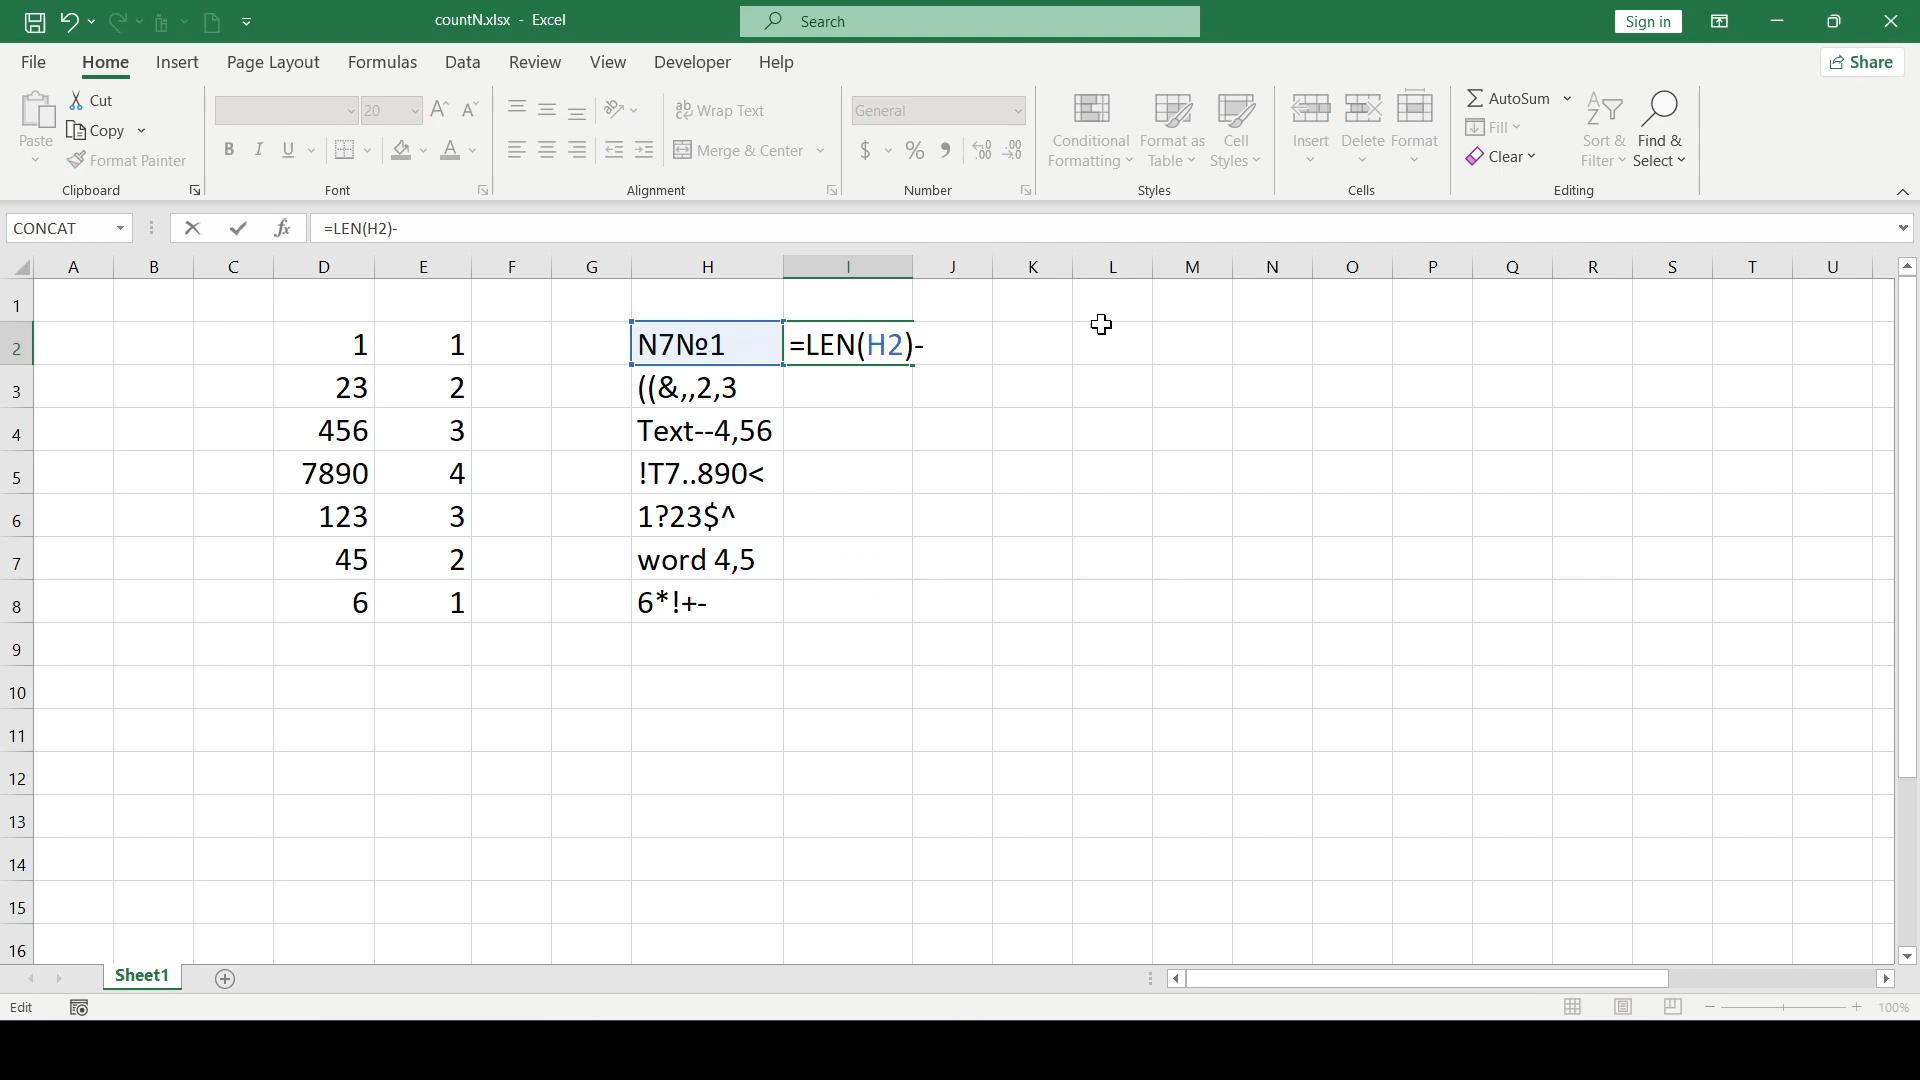 countN.xlsx - Excel
Search
Sign in
File Home Insert Page Layout Formulas Data Review View Developer Help
Share
Paste
Cut
Copy
Format Painter
Clipboard
20
B I U
Font
Wrap Text
Merge & Center
Alignment
General
$ % ,
Number
Conditional Formatting
Format as Table
Cell Styles
Styles
Insert
Delete
Format
Cells
AutoSum
Fill
Clear
Sort & Filter
Find & Select
Editing
CONCAT
fx
=LEN(H2)-
A B C D E F G H I J K L M N O P Q R S T U
1
2 1 1 N7№1 =LEN(H2)-
3 23 2 ((&,,2,3
4 456 3 Text--4,56
5 7890 4 !T7..890<
6 123 3 1?23$^
7 45 2 word 4,5
8 6 1 6*!+-
9
10
11
12
13
14
15
16
Sheet1
Edit
100%